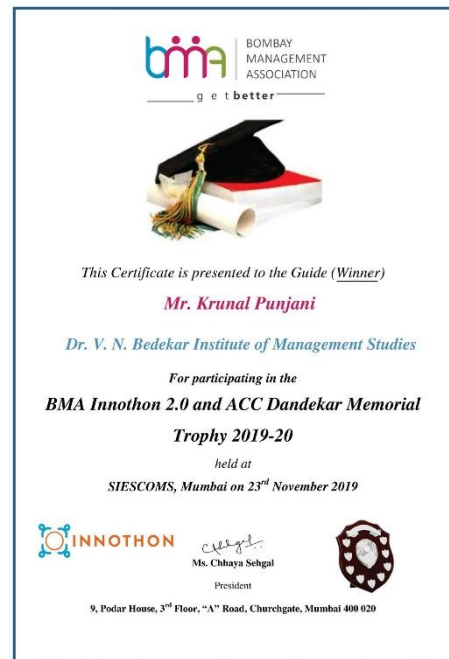 bma
BOMBAY
MANAGEMENT
ASSOCIATION
get better
This Certificate is presented to the Guide (Winner)
Mr. Krunal Punjani
Dr. V. N. Bedekar Institute of Management Studies
For participating in the
BMA Innothon 2.0 and ACC Dandekar Memorial
Trophy 2019-20
held at
SIESCOMS, Mumbai on 23rd November 2019
INNOTHON
Ms. Chhaya Sehgal
President
9, Podar House, 3rd Floor, “A” Road, Churchgate, Mumbai 400 020